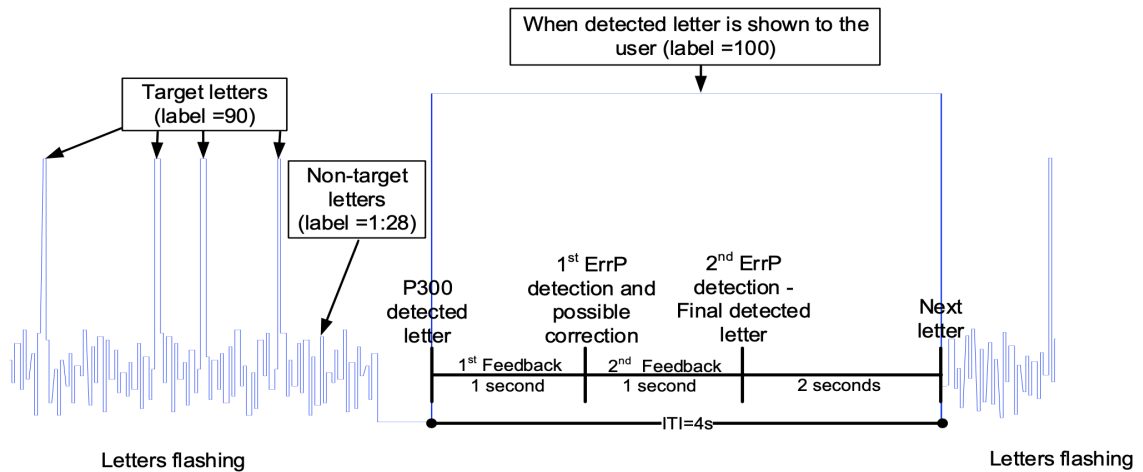 When detected letter is shown to the
user (label =100)
Target letters
(label =90)
Non-target
letters
(label =1:28)
P300
detected
letter
1st ErrP
detection and
possible
correction
2nd ErrP
detection -
Final detected
letter
Next
letter
1st Feedback
1 second
2nd Feedback
1 second
2 seconds
ITI=4s
Letters flashing
Letters flashing